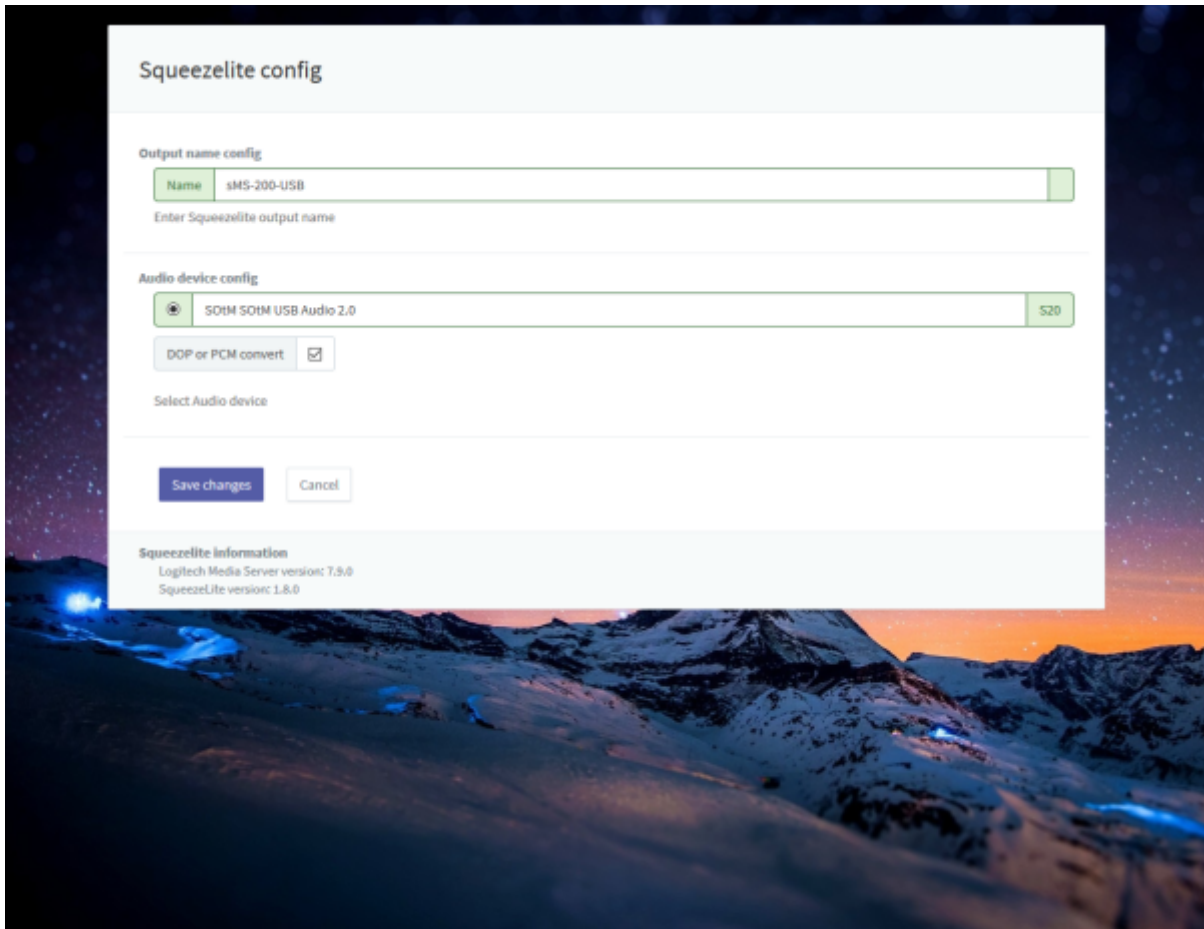 Squeezelite config
Output name config
Name sMS-200-USB
Enter Squeezelite output name
Audio device config
SOtM SOtM USB Audio 2.0 S20
DOP or PCM convert
Select Audio device
Save changes Cancel
Squeezelite information
Logitech Media Server version: 7.9.0
SqueezeLite version: 1.8.0